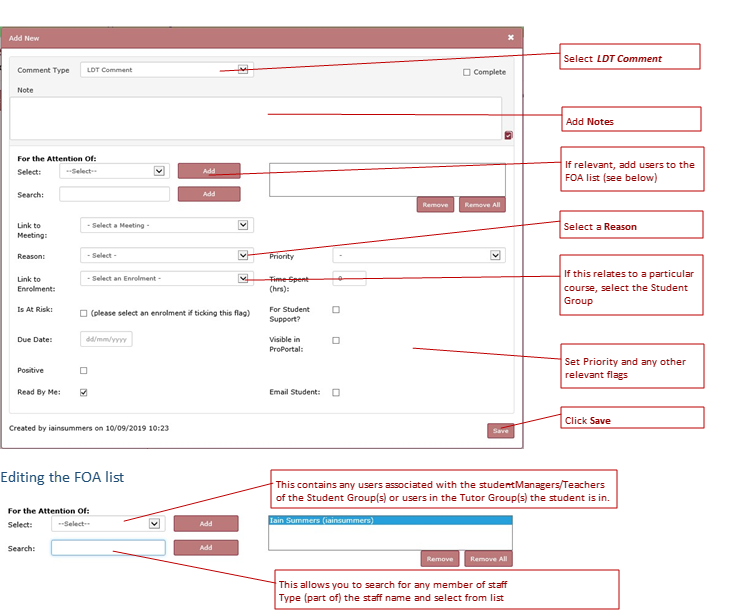 Add New
Comment Type
LDT Comment
Complete
Select LDT Comment
Note
Add Notes
For the Attention Of:
Select:
--Select--
Add
Search:
Add
Remove
Remove All
If relevant, add users to the
FOA list (see below)
Link to
Meeting:
- Select a Meeting -
Select a Reason
Reason:
- Select -
Priority
-
Link to
Enrolment:
- Select an Enrolment -
Time Spent
(hrs):
0
If this relates to a particular
course, select the Student
Group
Is At Risk:
(please select an enrolment if ticking this flag)
For Student
Support?
Due Date:
dd/mm/yyyy
Visible in
ProPortal:
Set Priority and any other
relevant flags
Positive
Read By Me:
Email Student:
Click Save
Created by iainsummers on 10/09/2019 10:23
Save
Editing the FOA list
This contains any users associated with the student Managers/Teachers
of the Student Group(s) or users in the Tutor Group(s) the student is in.
For the Attention Of:
Select:
--Select--
Add
Iain Summers (iainsummers)
Search:
Add
Remove
Remove All
This allows you to search for any member of staff
Type (part of) the staff name and select from list